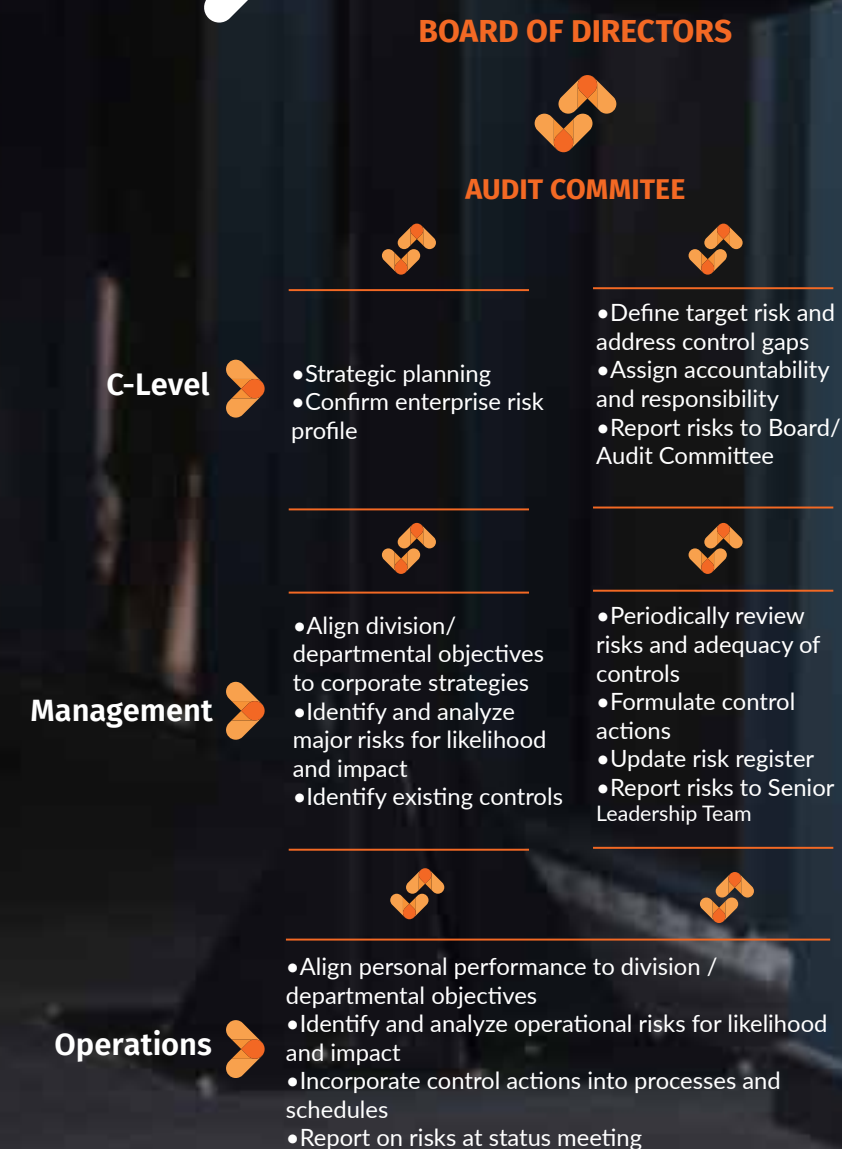 BOARD OF DIRECTORS
AUDIT COMMITEE
C-Level
•Strategic planning
•Confirm enterprise risk
profile
•Define target risk and
address control gaps
•Assign accountability
and responsibility
•Report risks to Board/
Audit Committee
Management
•Align division/
departmental objectives
to corporate strategies
•Identify and analyze
major risks for likelihood
and impact
•Identify existing controls
•Periodically review
risks and adequacy of
controls
•Formulate control
actions
•Update risk register
•Report risks to Senior
Leadership Team
Operations
•Align personal performance to division /
departmental objectives
•Identify and analyze operational risks for likelihood
and impact
•Incorporate control actions into processes and
schedules
•Report on risks at status meeting